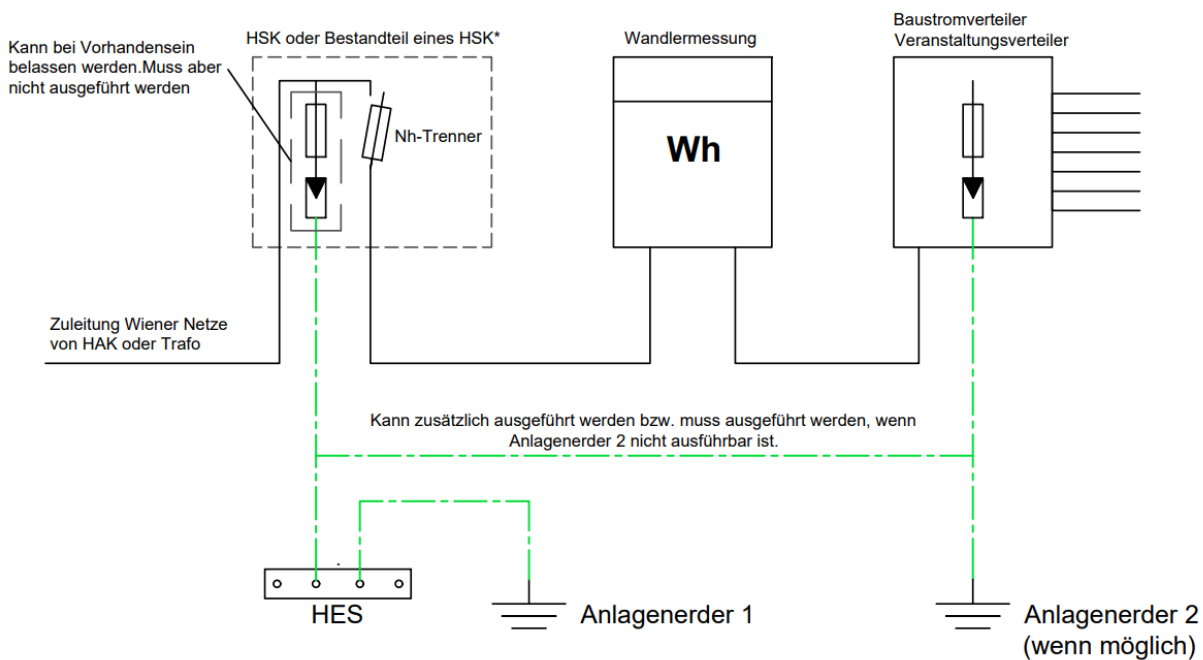 Kann bei Vorhandensein
belassen werden.Muss aber
nicht ausgeführt werden
HSK oder Bestandteil eines HSK*
Nh-Trenner
Wandlermessung
Wh
Baustromverteiler
Veranstaltungsverteiler
Zuleitung Wiener Netze
von HAK oder Trafo
Kann zusätzlich ausgeführt werden bzw. muss ausgeführt werden, wenn
Anlagenerder 2 nicht ausführbar ist.
HES
Anlagenerder 1
Anlagenerder 2
(wenn möglich)